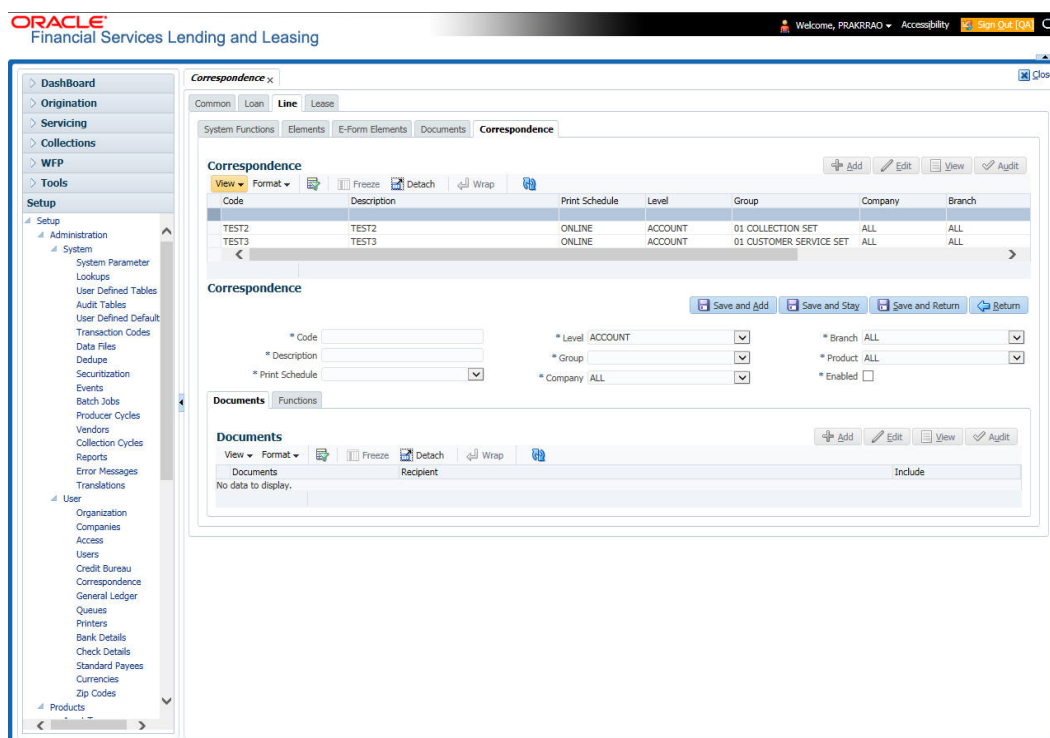 ORACLE
Financial Services Lending and Leasing
Welcome, PRAKRRAO Accessibility Sign Out [QA]
Close
DashBoard
Origination
Servicing
Collections
WFP
Tools
Setup
Setup
Administration
System
System Parameter
Lookups
User Defined Tables
Audit Tables
User Defined Default
Transaction Codes
Data Files
Dedupe
Securitization
Events
Batch Jobs
Producer Cycles
Vendors
Collection Cycles
Reports
Error Messages
Translations
User
Organization
Companies
Access
Users
Credit Bureau
Correspondence
General Ledger
Queues
Printers
Bank Details
Check Details
Standard Payees
Currencies
Zip Codes
Products
Correspondence x
Common Loan Line Lease
System Functions Elements E-Form Elements Documents Correspondence
Correspondence
Add Edit View Audit
View Format Freeze Detach Wrap
Code Description Print Schedule Level Group Company Branch
TEST2 TEST2 ONLINE ACCOUNT 01 COLLECTION SET ALL ALL
TEST3 TEST3 ONLINE ACCOUNT 01 CUSTOMER SERVICE SET ALL ALL
Correspondence
Save and Add Save and Stay Save and Return Return
* Code * Level ACCOUNT * Branch ALL
* Description * Group * Product ALL
* Print Schedule * Company ALL * Enabled
Documents Functions
Documents
Add Edit View Audit
View Format Freeze Detach Wrap
Documents Recipient Include
No data to display.